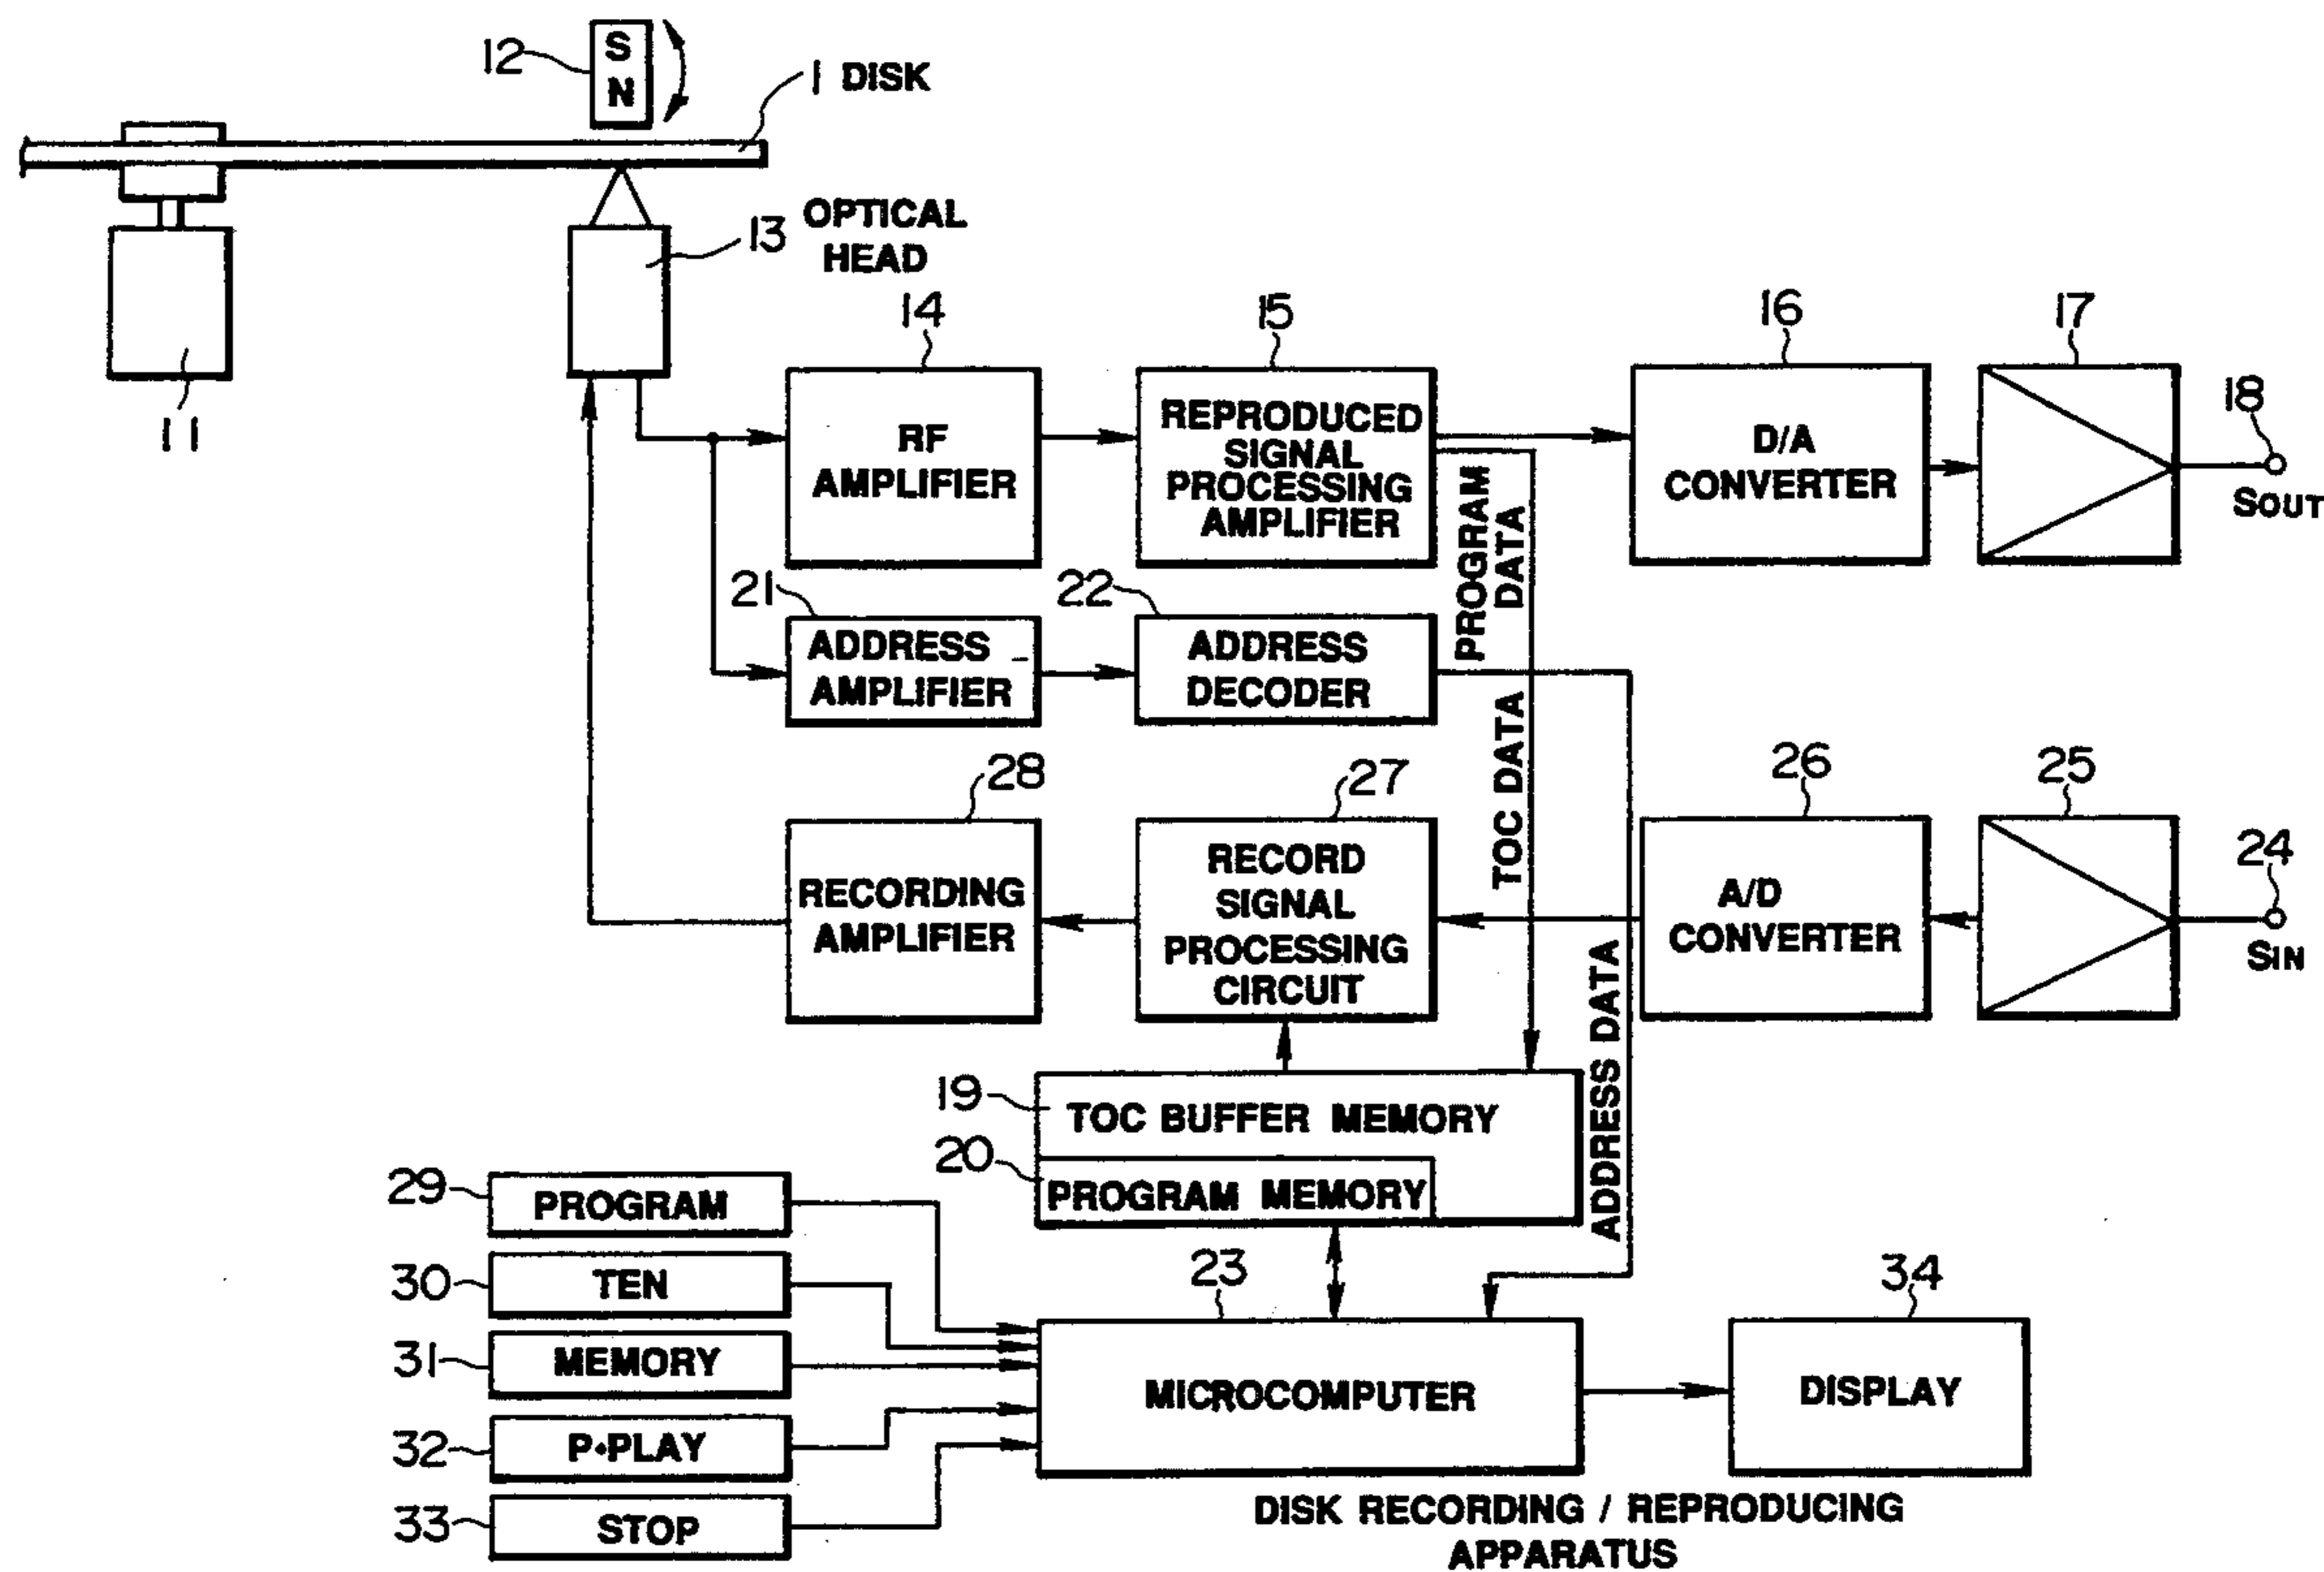 12
S
N
1 DISK
13
OPTICAL
HEAD
11
14
15
16
17
18
RF
AMPLIFIER
REPRODUCED
SIGNAL
PROCESSING
AMPLIFIER
D/A
CONVERTER
SOUT
PROGRAM
DATA
21
22
ADDRESS
AMPLIFIER
ADDRESS
DECODER
TOC DATA
28
27
26
25
24
RECORDING
AMPLIFIER
RECORD
SIGNAL
PROCESSING
CIRCUIT
A/D
CONVERTER
SIN
ADDRESS DATA
19
TOC BUFFER MEMORY
20
PROGRAM MEMORY
29
PROGRAM
30
TEN
31
MEMORY
32
P•PLAY
33
STOP
23
MICROCOMPUTER
34
DISPLAY
DISK RECORDING / REPRODUCING
APPARATUS